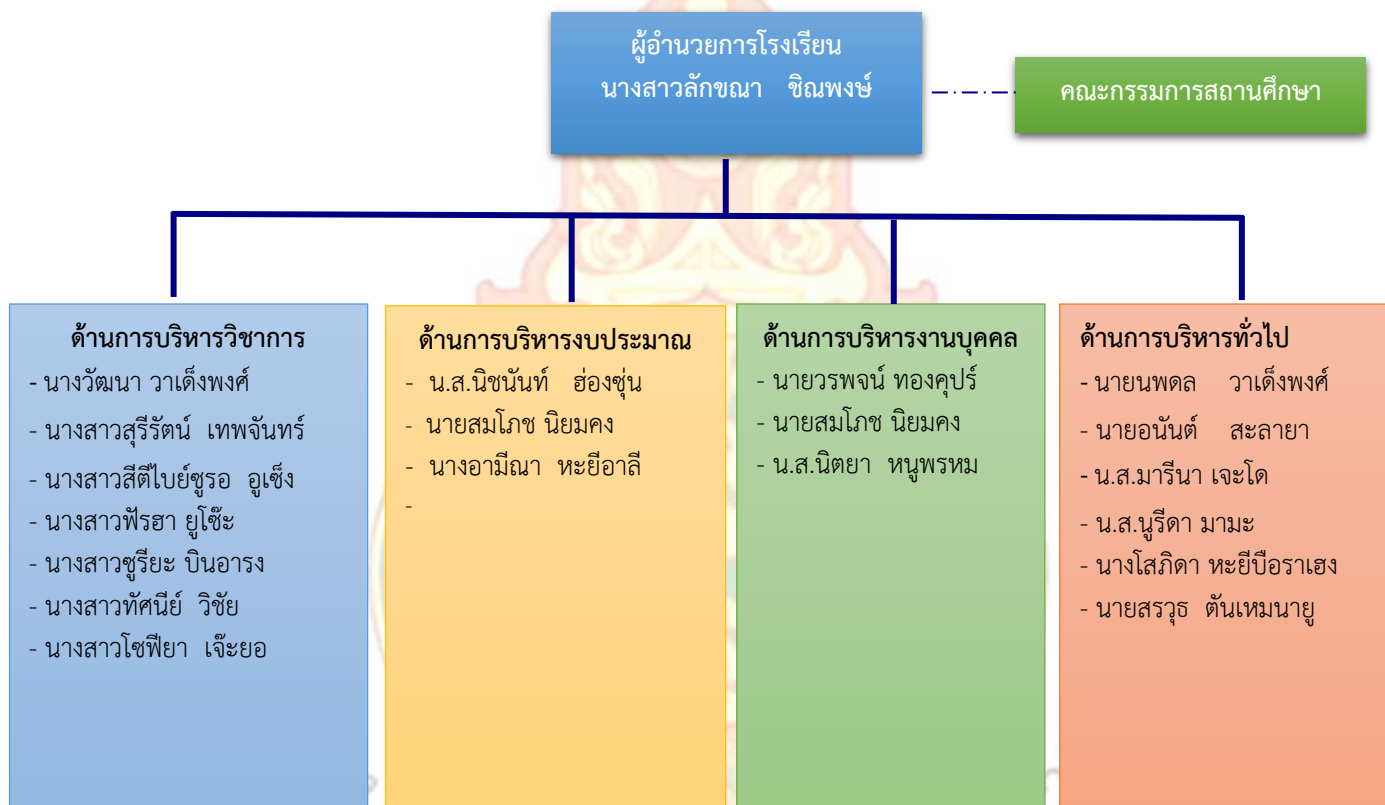 ผู้อำนวยการโรงเรียน
นางสาวลักขณา ชิณพงษ์
คณะกรรมการสถานศึกษา
ด้านการบริหารวิชาการ
- นางวัฒนา วาเด็งพงศ์
- นางสาวสุรีรัตน์ เทพจันทร์
- นางสาวสีตีไบย์ซูรอ อูเซ็ง
- นางสาวฟัรฮา ยูโซ๊ะ
- นางสาวซูรียะ บินอารง
- นางสาวทัศนีย์ วิชัย
- นางสาวโซฟียา เจ๊ะยอ
ด้านการบริหารงบประมาณ
- น.ส.นิชนันท์ ฮ่องซุ่น
- นายสมโภช นิยมคง
- นางอามีณา หะยีอาลี
-
ด้านการบริหารงานบุคคล
- นายวรพจน์ ทองคุปร์
- นายสมโภช นิยมคง
- น.ส.นิตยา หนูพรหม
ด้านการบริหารทั่วไป
- นายนพดล วาเด็งพงศ์
- นายอนันต์ สะลายา
- น.ส.มารีนา เจะโด
- น.ส.นูรีดา มามะ
- นางโสภิดา หะยีบือราเฮง
- นายสรวุธ ตันเหมนายู